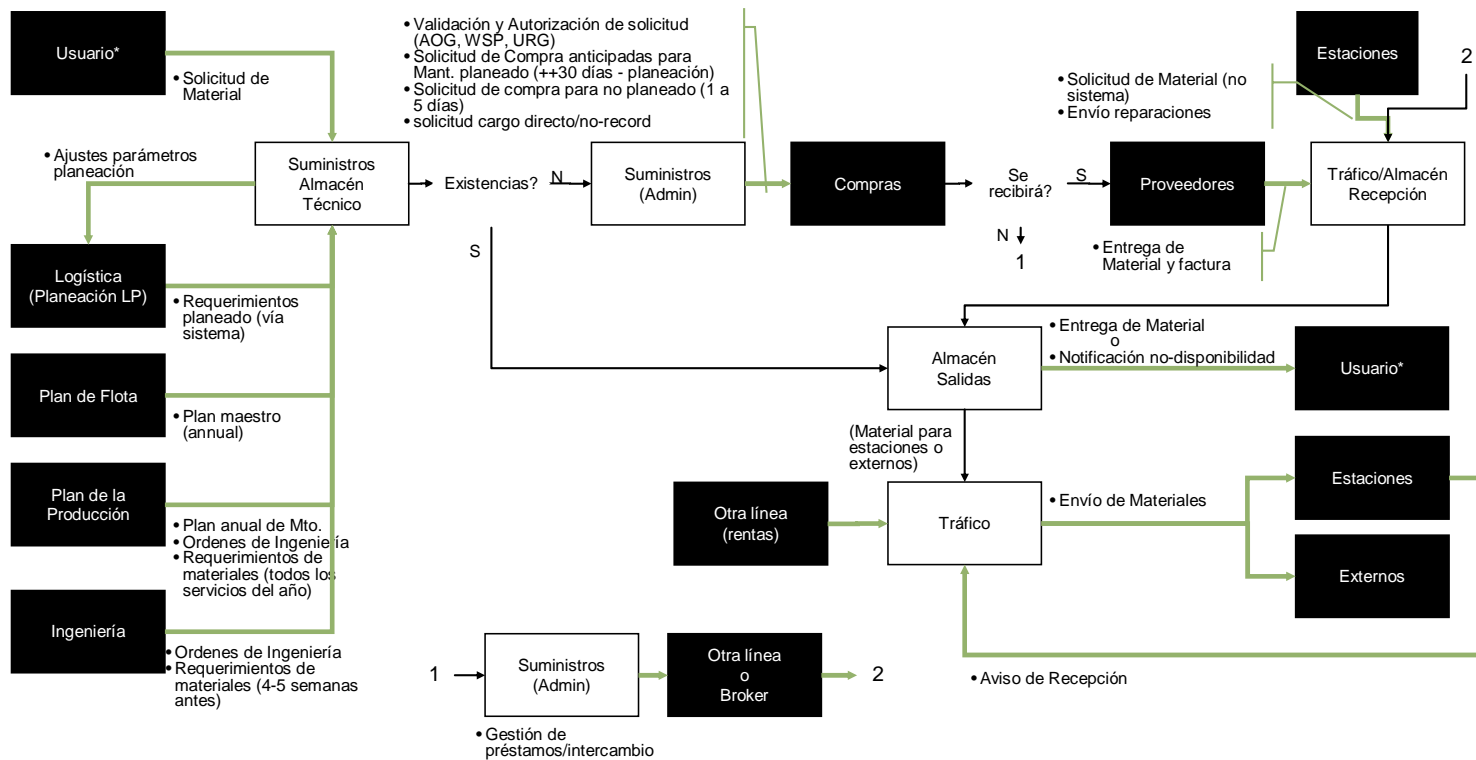 Usuario*
• Solicitud de
Material
• Validación y Autorización de solicitud
(AOG, WSP, URG)
• Solicitud de Compra anticipadas para
Mant. planeado (++30 días - planeación)
• Solicitud de compra para no planeado (1 a
5 días)
• solicitud cargo directo/no-record
• Solicitud de Material (no
sistema)
• Envío reparaciones
Estaciones
2
• Ajustes parámetros
planeación
Suministros
Almacén
Técnico
Existencias?
N
Suministros
(Admin)
Compras
Se
recibirá?
S
Proveedores
Tráfico/Almacén
Recepción
S
N
1
• Entrega de
Material y factura
Logística
(Planeación LP)
• Requerimientos
planeado (vía
sistema)
Almacén
Salidas
• Entrega de Material
o
• Notificación no-disponibilidad
Usuario*
Plan de Flota
• Plan maestro
(annual)
(Material para
estaciones o
externos)
Plan de la
Producción
• Plan anual de Mto.
• Ordenes de Ingeniería
• Requerimientos de
materiales (todos los
servicios del año)
Otra línea
(rentas)
Tráfico
• Envío de Materiales
Estaciones
Externos
Ingeniería
• Ordenes de Ingeniería
• Requerimientos de
materiales (4-5 semanas
antes)
1
Suministros
(Admin)
Otra línea
o
Broker
2
• Aviso de Recepción
• Gestión de
préstamos/intercambio